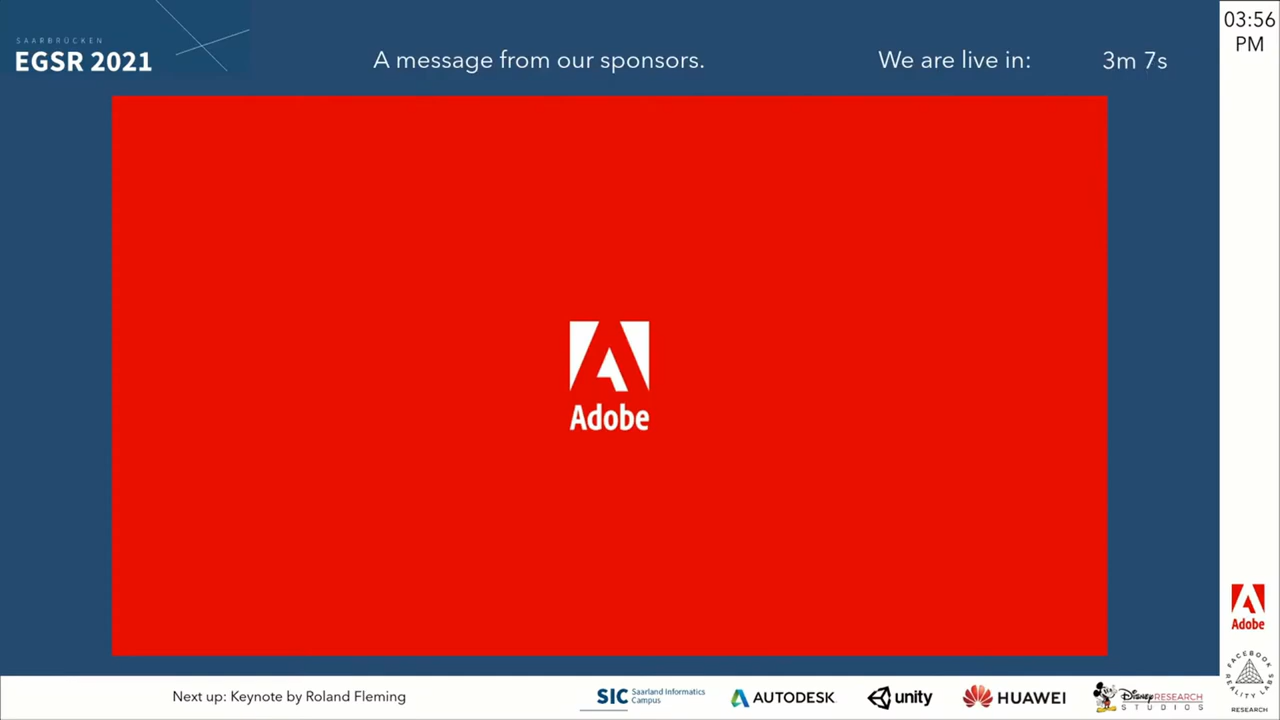 SAARBRÜCKEN
EGSR 2021
A message from our sponsors.
We are live in:
3m 7s
03:56
PM
Adobe
Adobe
FACEBOOK
REALITY LABS
RESEARCH
Next up: Keynote by Roland Fleming
SIC Saarland Informatics
Campus
AUTODESK
unity
HUAWEI
Disney RESEARCH
STUDIOS